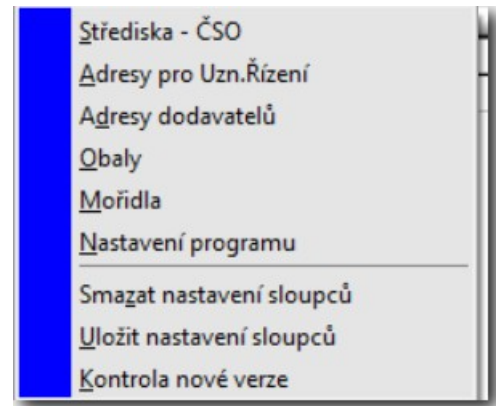 Střediska - ČSO
Adresy pro Uzn.Řízení
Adresy dodavatelů
Obaly
Mořidla
Nastavení programu
Smazat nastavení sloupců
Uložit nastavení sloupců
Kontrola nové verze